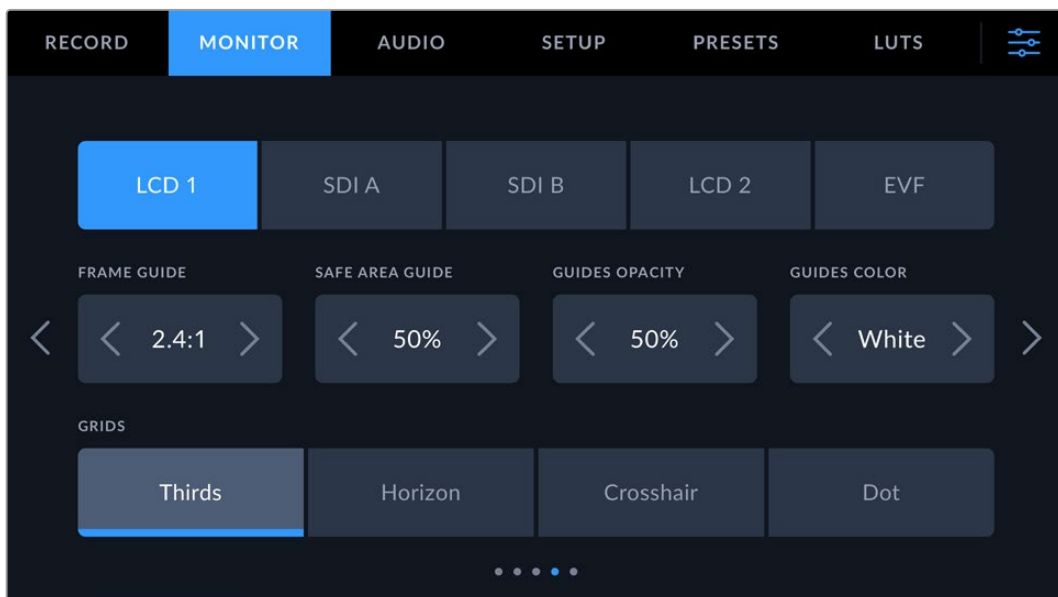 RECORD MONITOR AUDIO SETUP PRESETS LUTS
LCD 1 SDI A SDI B LCD 2 EVF
FRAME GUIDE SAFE AREA GUIDE GUIDES OPACITY GUIDES COLOR
2.4:1 50% 50% White
GRIDS
Thirds Horizon Crosshair Dot